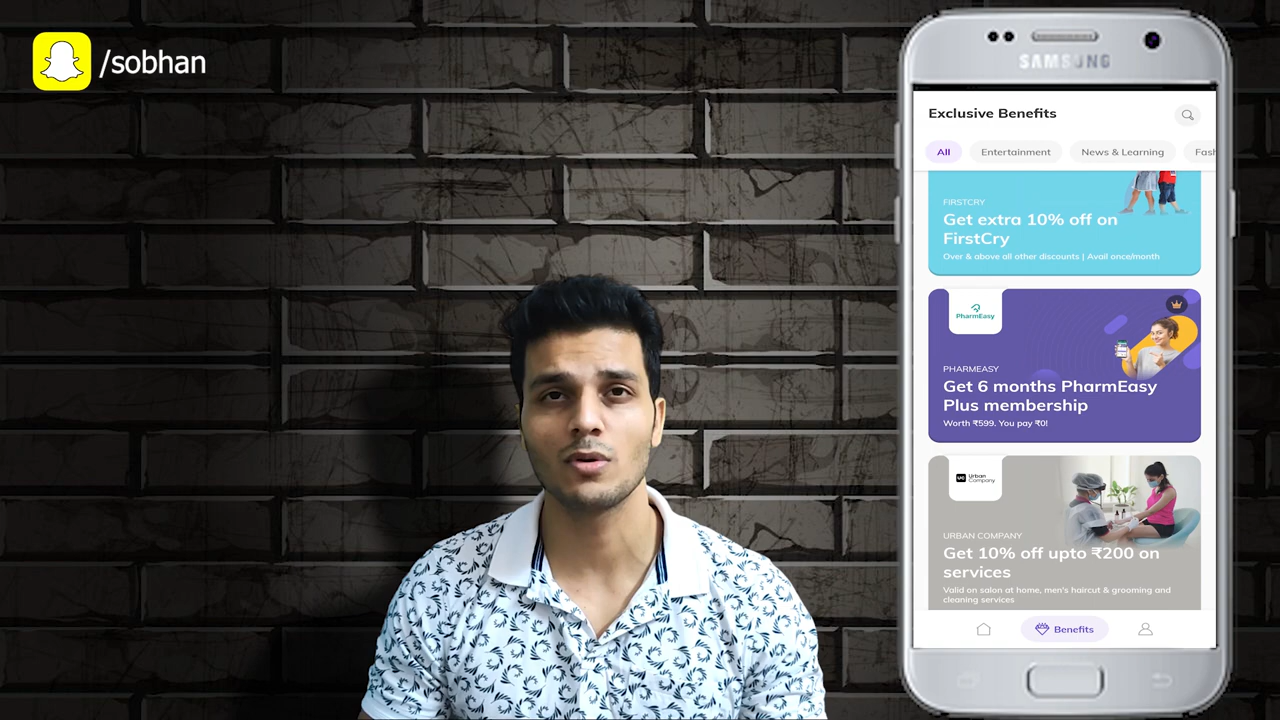 /sobhan
SAMSUNG
Exclusive Benefits
All
Entertainment
News & Learning
Fash
FIRSTCRY
Get extra 10% off on
FirstCry
Over & above all other discounts | Avail once/month
PharmEasy
PHARMEASY
Get 6 months PharmEasy
Plus membership
Worth ₹599. You pay ₹0!
UC
Urban
Company
URBAN COMPANY
Get 10% off upto ₹200 on
services
Valid on salon at home, men's haircut & grooming and
cleaning services
Benefits